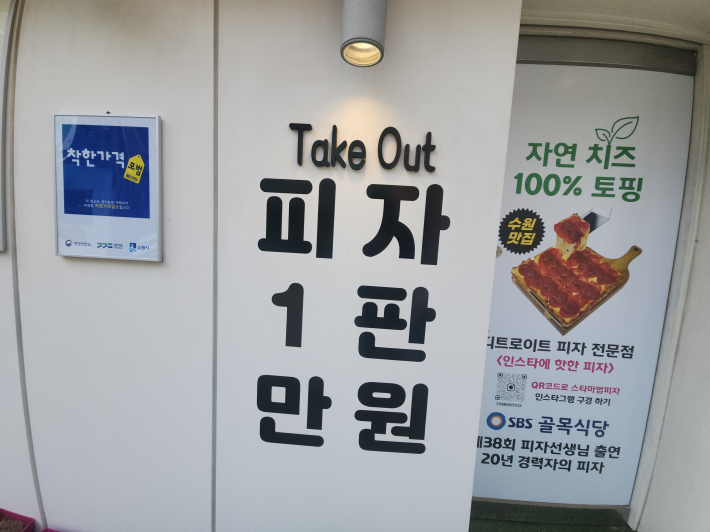 착한가격
모범
수원시
Take Out
피자
1판
만원
자연 치즈
100% 토핑
수원
맛집
디트로이트 피자 전문점
<인스타에 핫한 피자>
QR코드로 스타마법피자
인스타그램 구경 하기
SBS 골목식당
제38회 피자선생님 출연
20년 경력자의 피자